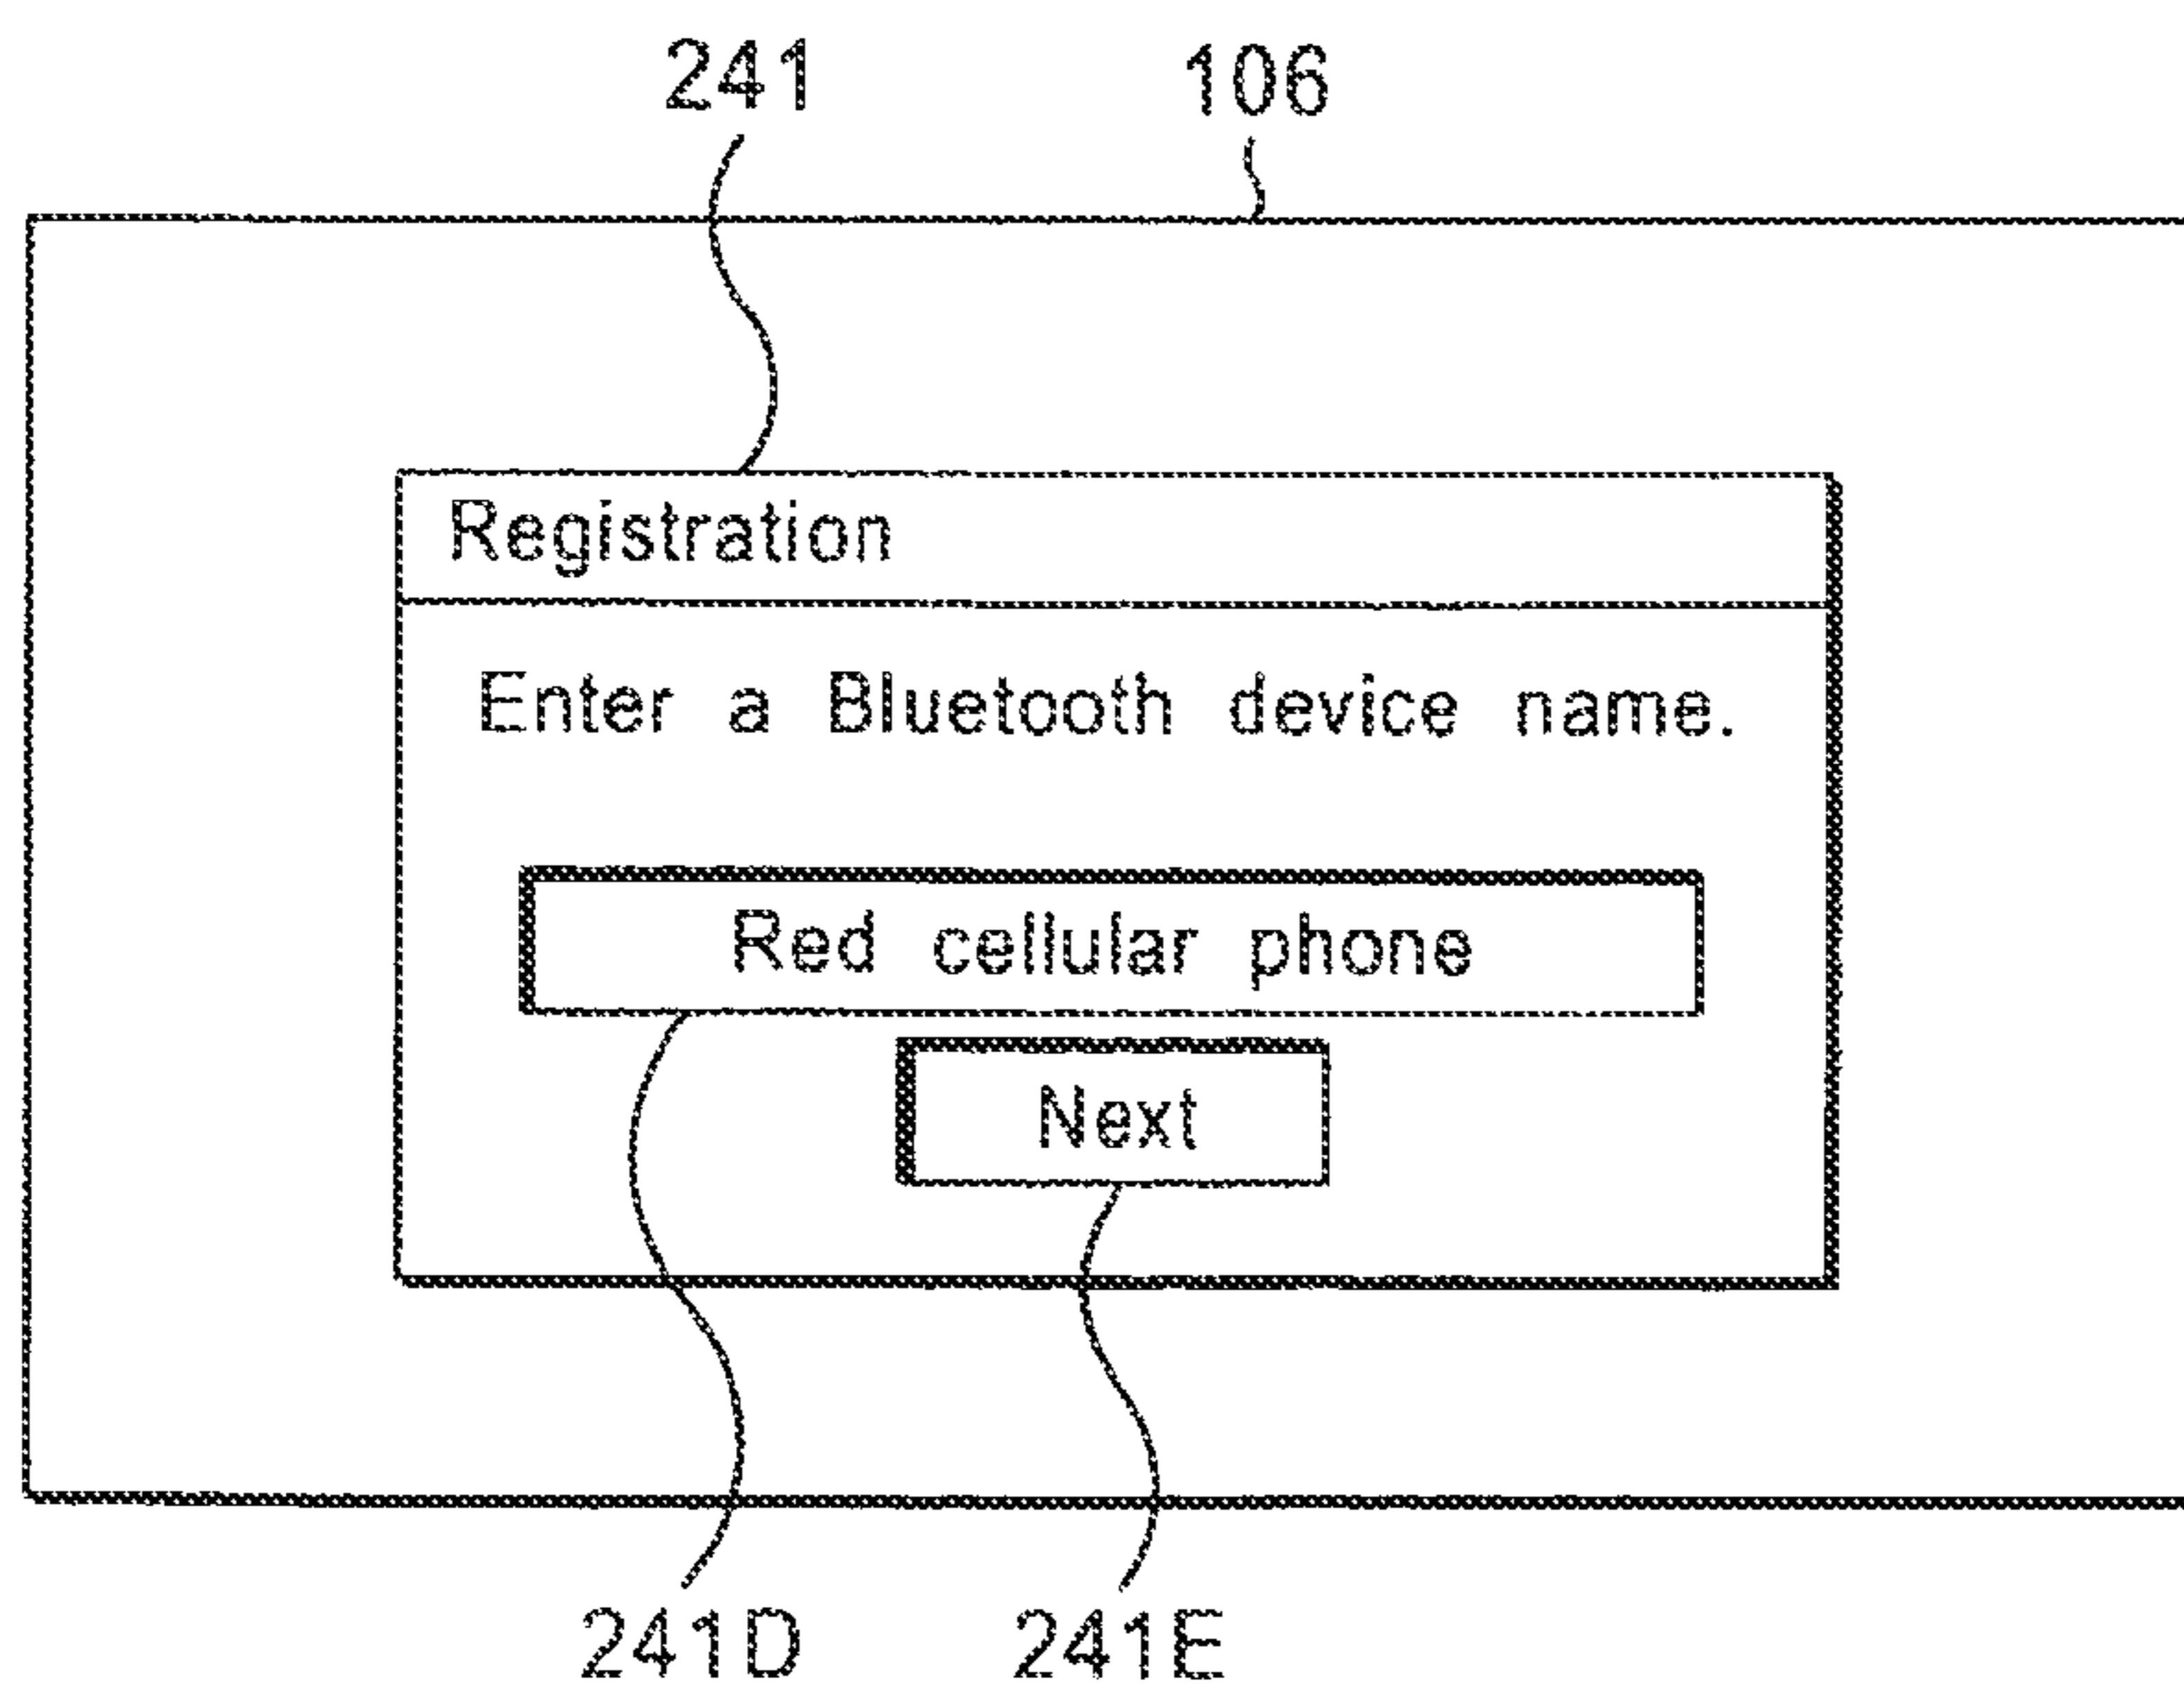 241 106
Registration
Enter a Bluetooth device name.
Red cellular phone
Next
241D 241E